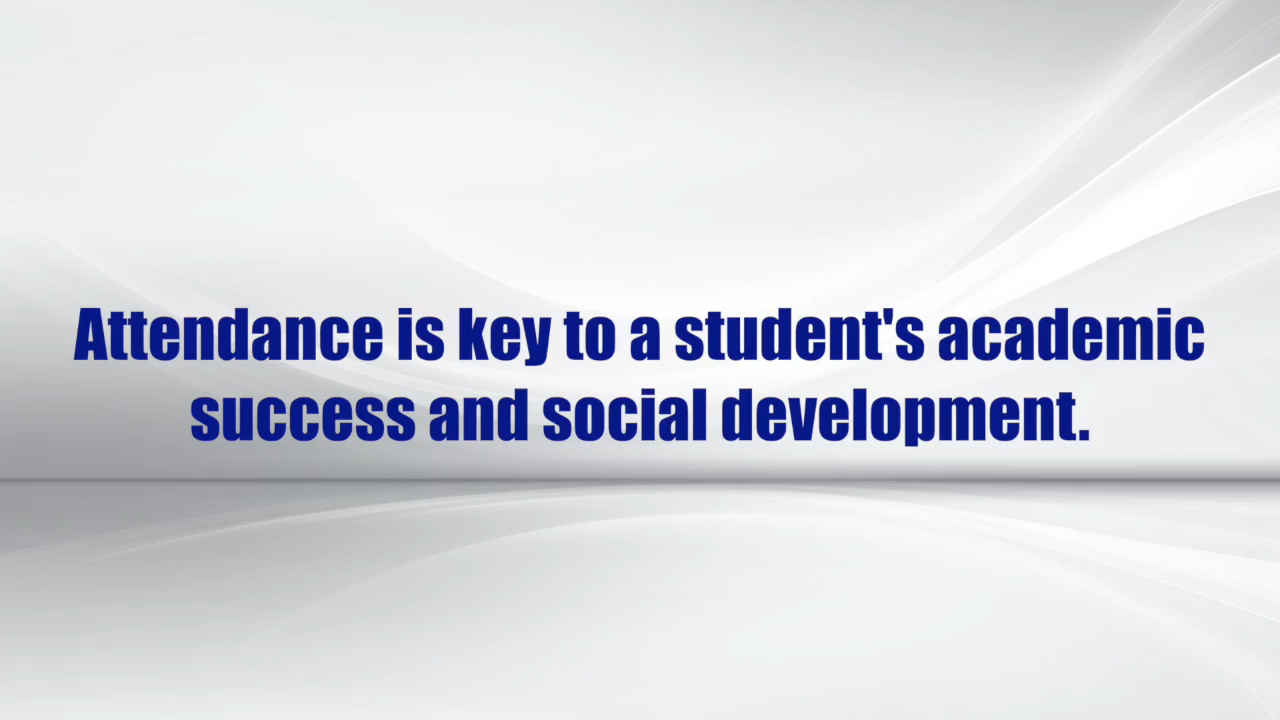 Attendance is key to a student's academic
success and social development.